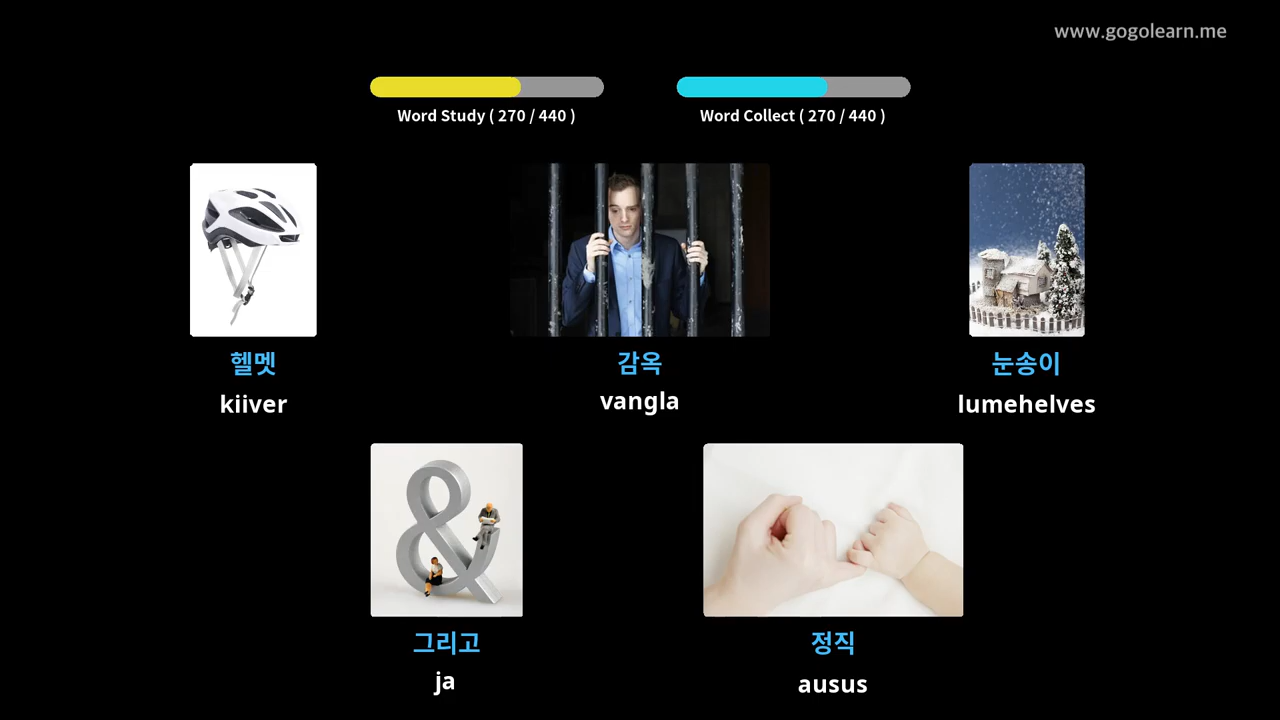 www.gogolearn.me
Word Study ( 270 / 440 )
Word Collect ( 270 / 440 )
헬멧
감옥
눈송이
kiiver
vangla
lumehelves
&
그리고
정직
ja
ausus